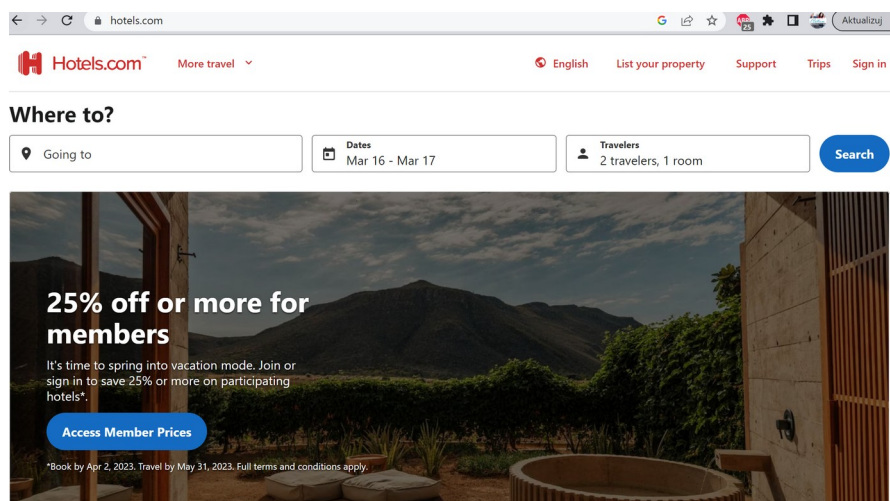 hotels.com
25
Aktualizuj
Hotels.com™
More travel
English
List your property
Support
Trips
Sign in
Where to?
Going to
Dates
Mar 16 - Mar 17
Travelers
2 travelers, 1 room
Search
25% off or more for
members
It's time to spring into vacation mode. Join or
sign in to save 25% or more on participating
hotels*.
Access Member Prices
*Book by Apr 2, 2023. Travel by May 31, 2023. Full terms and conditions apply.